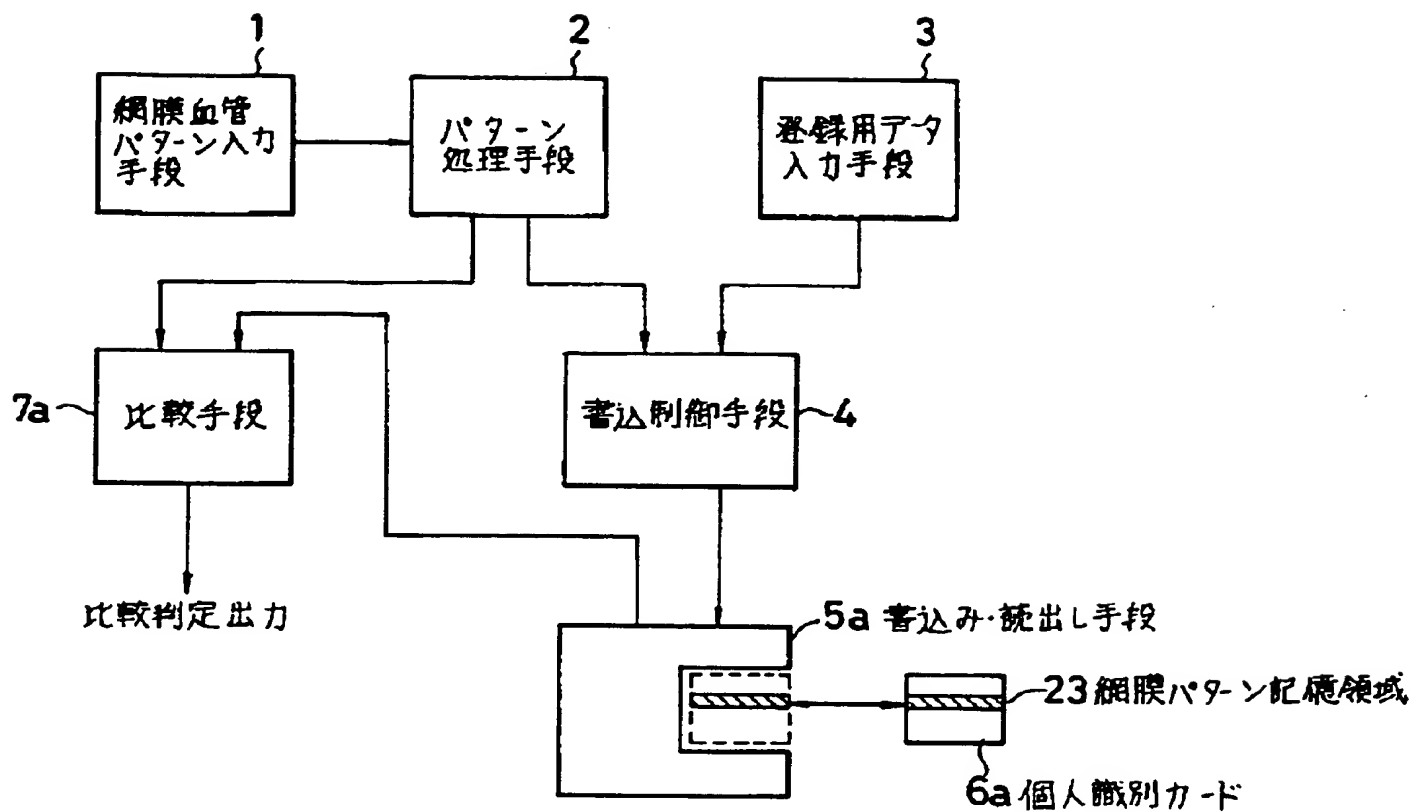 1
2
3
網膜血管
パターン入力
手段
パターン
処理手段
登録用データ
入力手段
7a
比較手段
書込制御手段
4
比較判定出力
5a 書込み・読出し手段
23 網膜パターン記憶領域
6a 個人識別カード